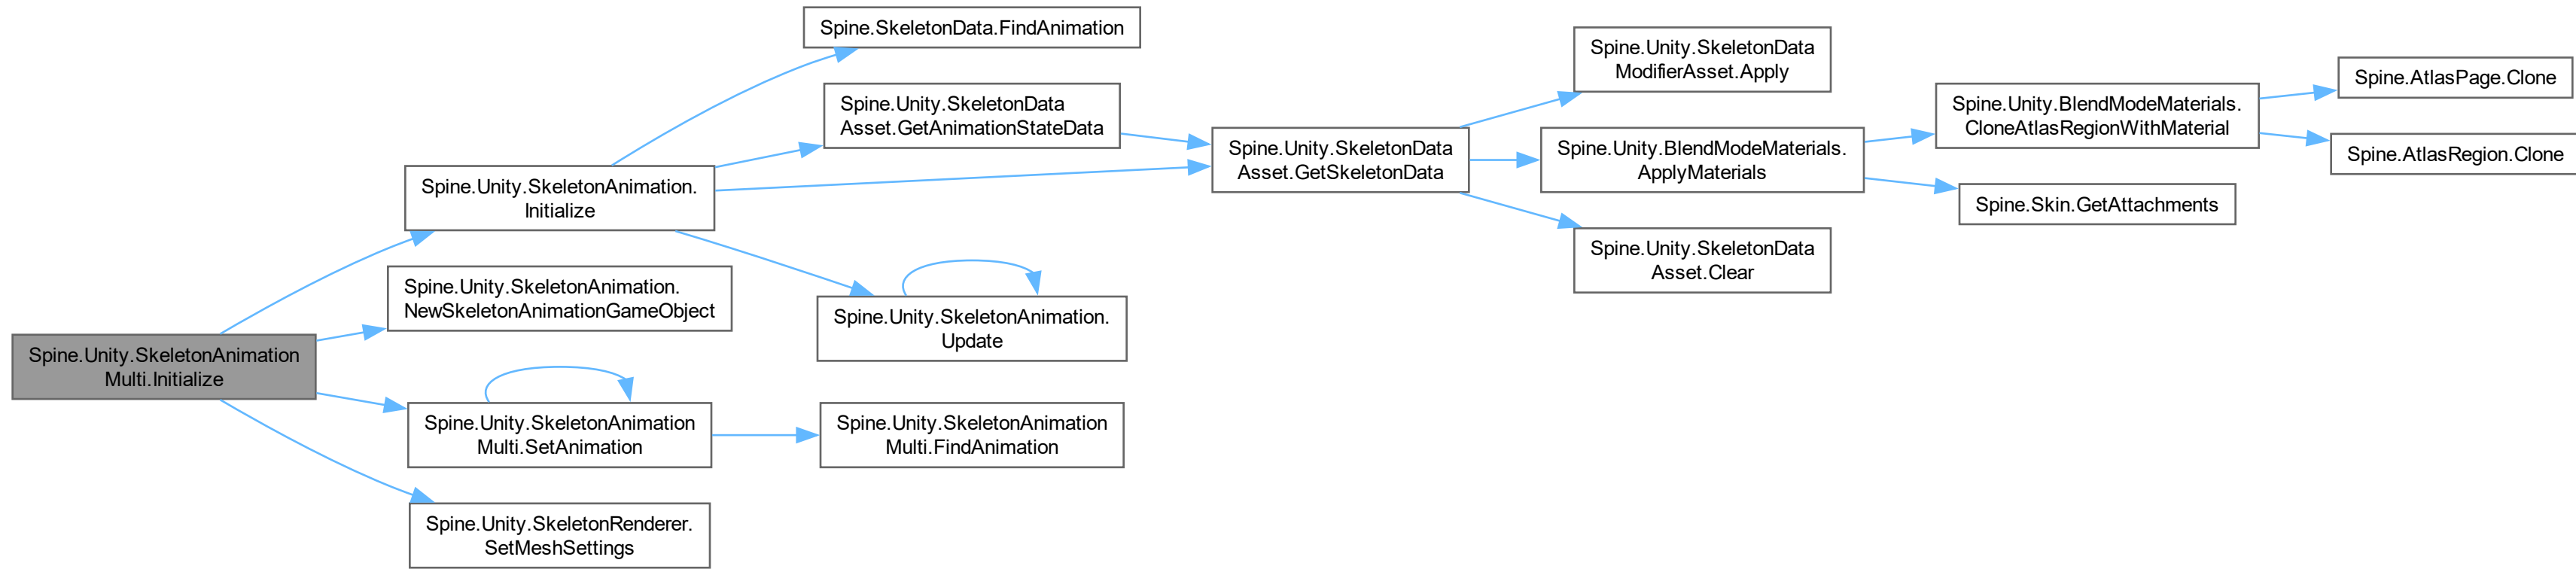 Spine.Unity.SkeletonAnimation
Multi.Initialize
Spine.Unity.SkeletonAnimation.
Initialize
Spine.SkeletonData.FindAnimation
Spine.Unity.SkeletonData
Asset.GetAnimationStateData
Spine.Unity.SkeletonData
Asset.GetSkeletonData
Spine.Unity.SkeletonData
ModifierAsset.Apply
Spine.Unity.BlendModeMaterials.
ApplyMaterials
Spine.Unity.BlendModeMaterials.
CloneAtlasRegionWithMaterial
Spine.AtlasPage.Clone
Spine.AtlasRegion.Clone
Spine.Skin.GetAttachments
Spine.Unity.SkeletonData
Asset.Clear
Spine.Unity.SkeletonAnimation.
Update
Spine.Unity.SkeletonAnimation.
NewSkeletonAnimationGameObject
Spine.Unity.SkeletonAnimation
Multi.SetAnimation
Spine.Unity.SkeletonAnimation
Multi.FindAnimation
Spine.Unity.SkeletonRenderer.
SetMeshSettings